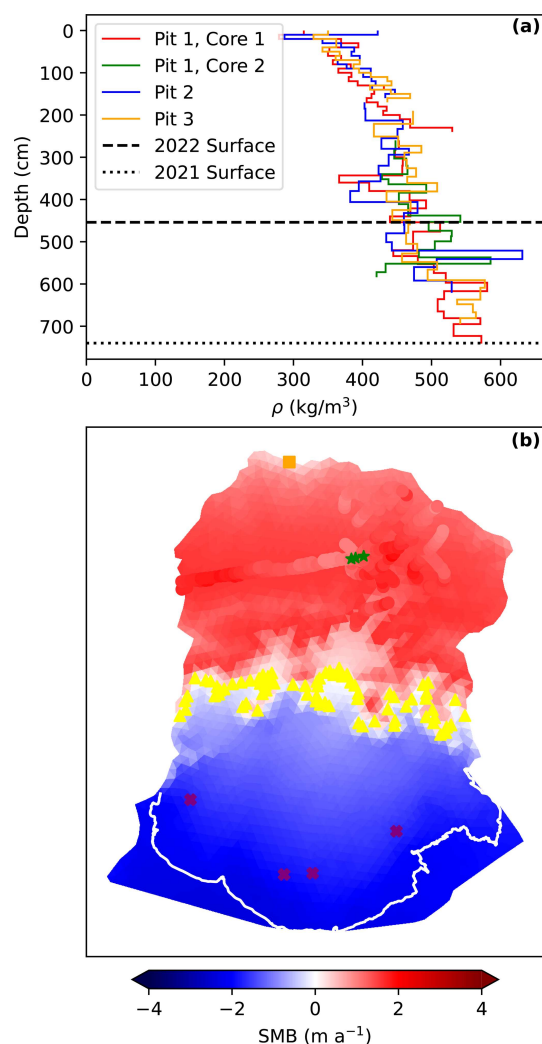 (a)
Pit 1, Core 1
Pit 1, Core 2
Pit 2
Pit 3
2022 Surface
2021 Surface
0
100
200
300
400
500
600
700
Depth (cm)
0 100 200 300 400 500 600
ρ (kg/m³)
(b)
−4 −2 0 2 4
SMB (m a⁻¹)